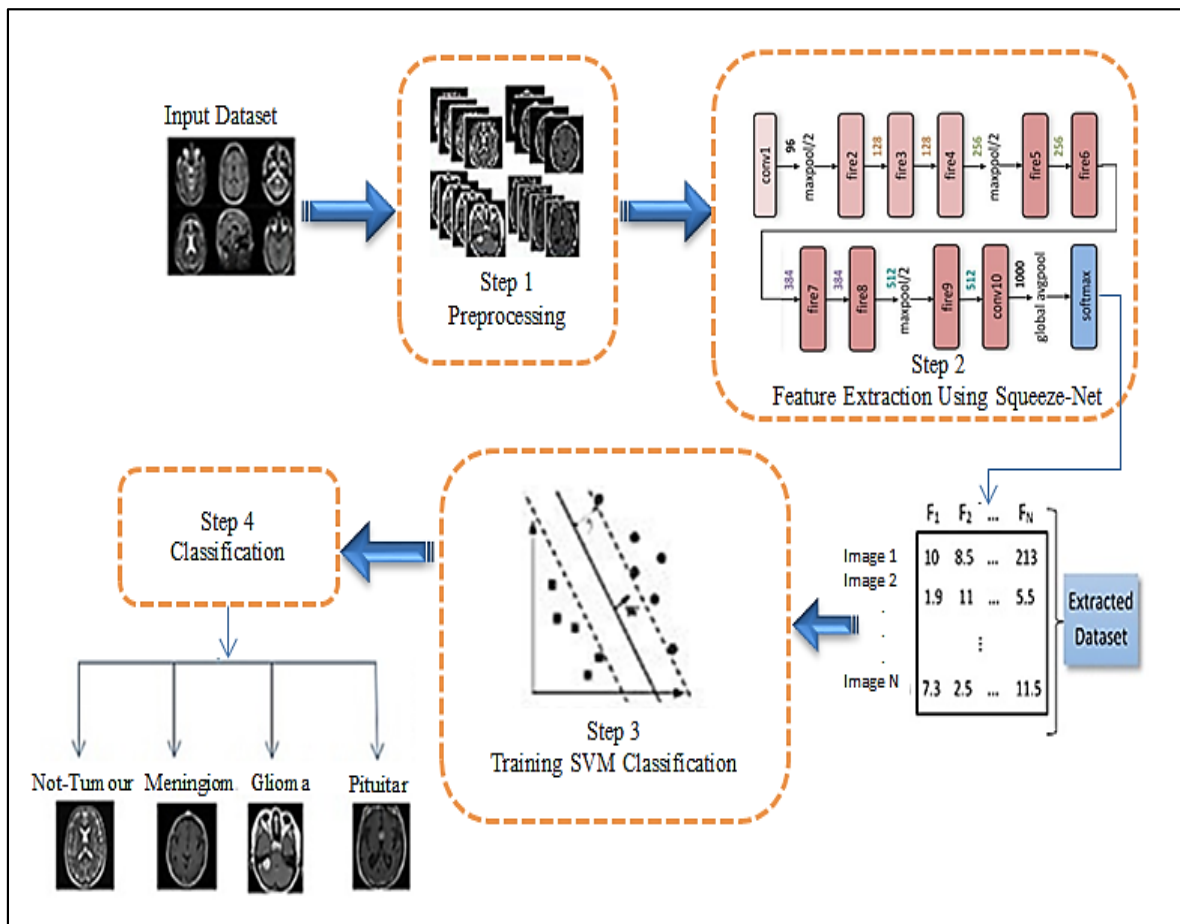 Input Dataset
Step 1
Preprocessing
conv1
96
maxpool/2
fire2
128
fire3
128
fire4
256
maxpool/2
fire5
256
fire6
384
fire7
384
fire8
512
maxpool/2
fire9
512
conv10
1000
global avgpool
softmax
Step 2
Feature Extraction Using Squeeze-Net
F1 F2 ... FN
Image 1 10 8.5 ... 213
Image 2
1.9 11 ... 5.5
Image N 7.3 2.5 ... 11.5
Extracted
Dataset
Step 3
Training SVM Classification
Step 4
Classification
Not-Tumour Meningiom Glioma Pituitar